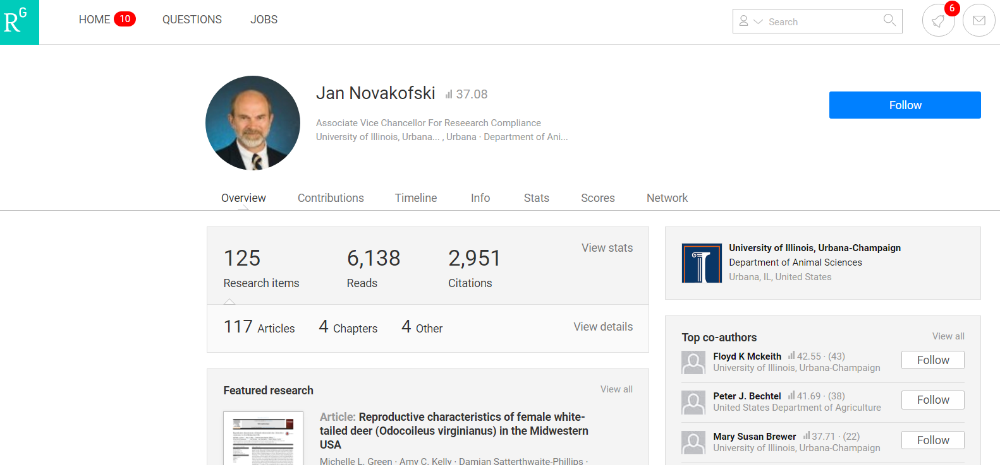 RG
HOME 10 QUESTIONS JOBS
Search
6
Jan Novakofski 37.08
Follow
Associate Vice Chancellor For Reseearch Compliance
University of Illinois, Urbana... , Urbana · Department of Ani...
Overview Contributions Timeline Info Stats Scores Network
125 6,138 2,951 View stats
Research items Reads Citations
117 Articles 4 Chapters 4 Other View details
University of Illinois, Urbana-Champaign
Department of Animal Sciences
Urbana, IL, United States
Featured research View all
Article: Reproductive characteristics of female white-
tailed deer (Odocoileus virginianus) in the Midwestern
USA
Michelle L. Green · Amy C. Kelly · Damian Satterthwaite-Phillips ·
Top co-authors View all
Floyd K Mckeith 42.55 · (43)
University of Illinois, Urbana-Champaign
Follow
Peter J. Bechtel 41.69 · (38)
United States Department of Agriculture
Follow
Mary Susan Brewer 37.71 · (22)
University of Illinois, Urbana-Champaign
Follow